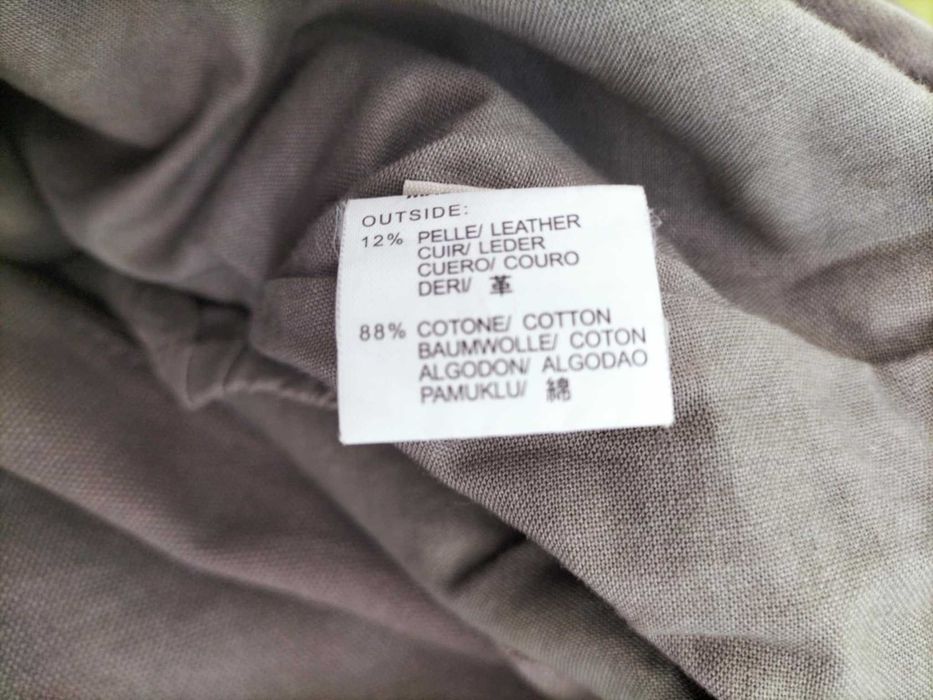 OUTSIDE:
12% PELLE/ LEATHER
CUIR/ LEDER
CUERO/ COURO
DERI/ 革
88% COTONE/ COTTON
BAUMWOLLE/ COTON
ALGODON/ ALGODAO
PAMUKLU/ 綿